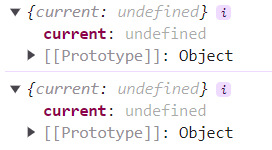 ▼ {current: undefined} i
current: undefined
▶ [[Prototype]]: Object
▼ {current: undefined} i
current: undefined
▶ [[Prototype]]: Object